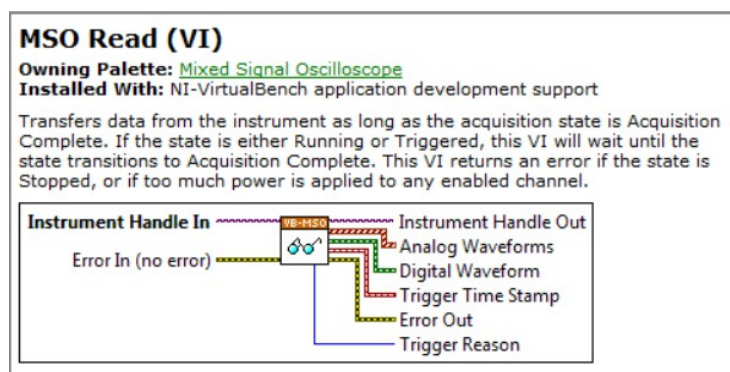 MSO Read (VI)
Owning Palette: Mixed Signal Oscilloscope
Installed With: NI-VirtualBench application development support
Transfers data from the instrument as long as the acquisition state is Acquisition
Complete. If the state is either Running or Triggered, this VI will wait until the
state transitions to Acquisition Complete. This VI returns an error if the state is
Stopped, or if too much power is applied to any enabled channel.
Instrument Handle In
Error In (no error)
VB-MSO
Instrument Handle Out
Analog Waveforms
Digital Waveform
Trigger Time Stamp
Error Out
Trigger Reason